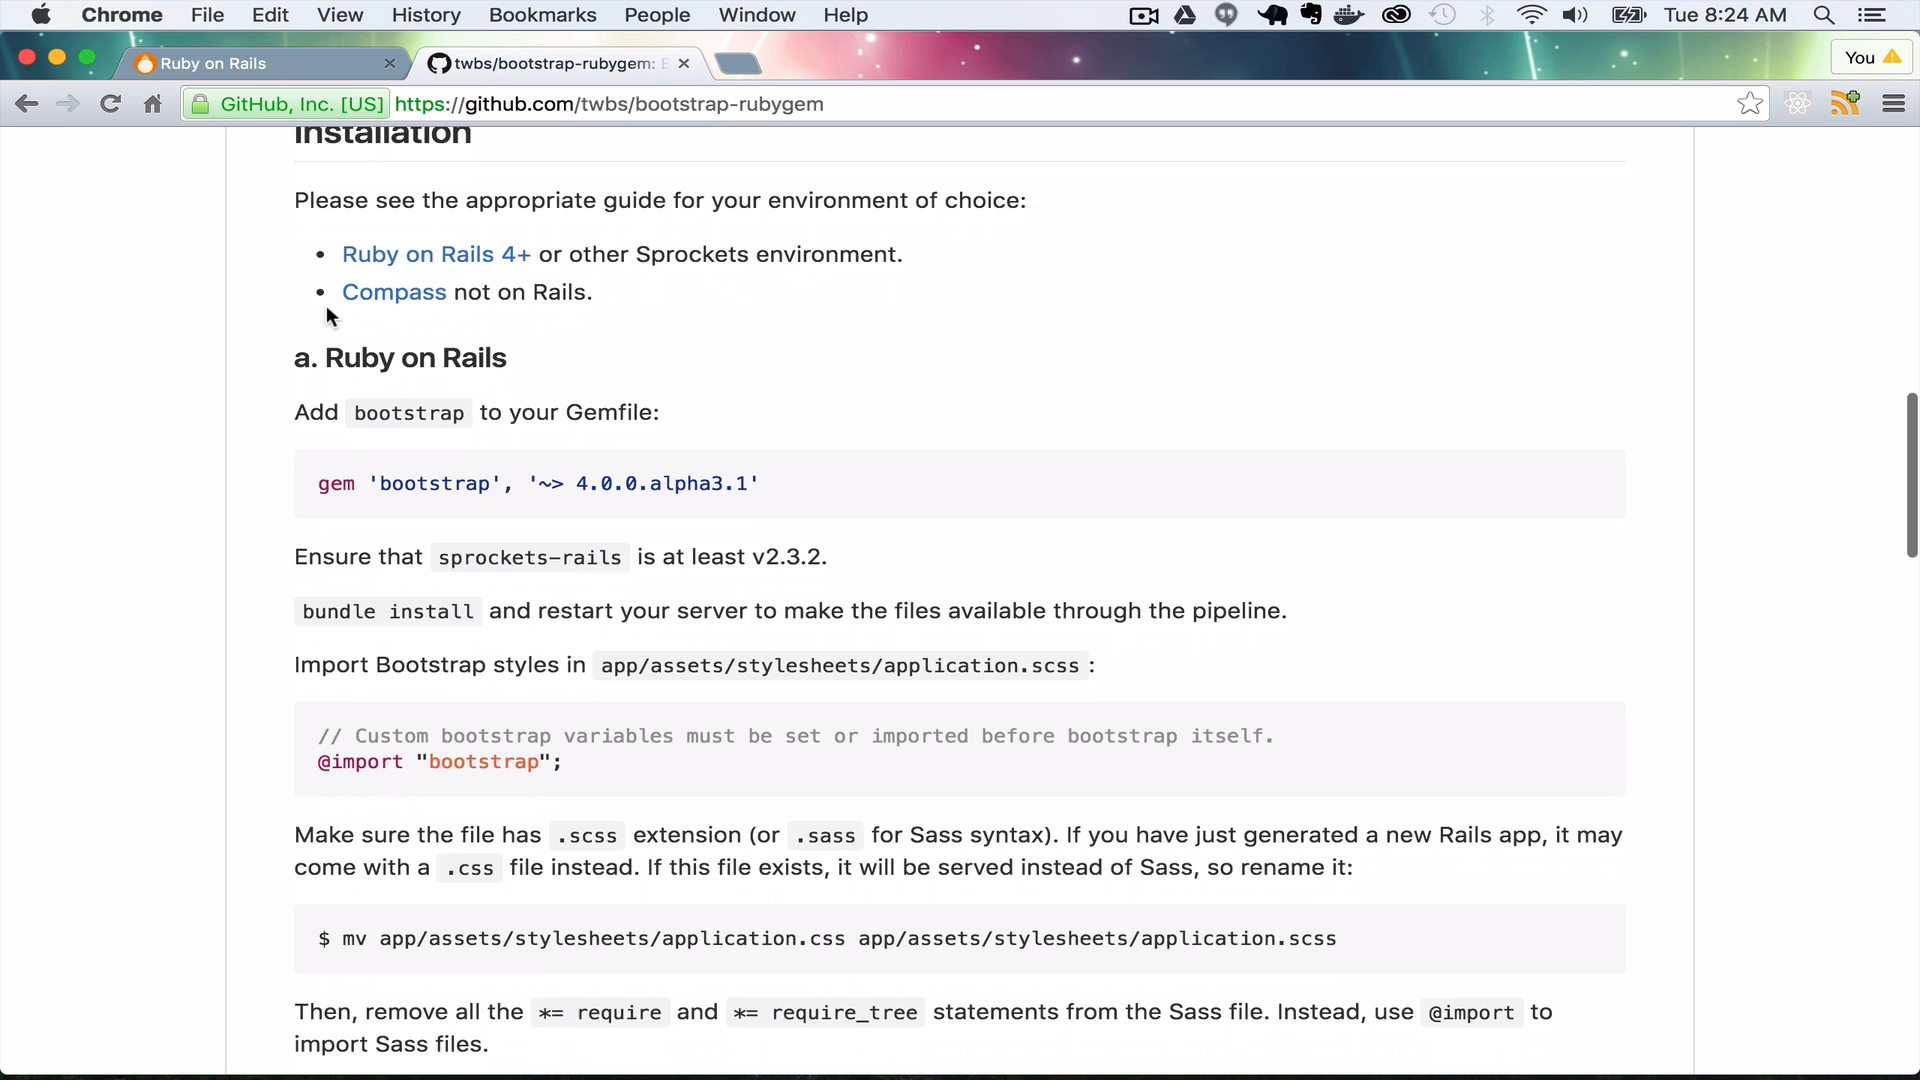 Chrome File Edit View History Bookmarks People Window Help Tue 8:24 AM
Ruby on Rails twbs/bootstrap-rubygem: You
GitHub, Inc. [US] https://github.com/twbs/bootstrap-rubygem
Installation
Please see the appropriate guide for your environment of choice:
• Ruby on Rails 4+ or other Sprockets environment.
• Compass not on Rails.
a. Ruby on Rails
Add bootstrap to your Gemfile:
gem 'bootstrap', '~> 4.0.0.alpha3.1'
Ensure that sprockets-rails is at least v2.3.2.
bundle install and restart your server to make the files available through the pipeline.
Import Bootstrap styles in app/assets/stylesheets/application.scss :
// Custom bootstrap variables must be set or imported before bootstrap itself.
@import "bootstrap";
Make sure the file has .scss extension (or .sass for Sass syntax). If you have just generated a new Rails app, it may
come with a .css file instead. If this file exists, it will be served instead of Sass, so rename it:
$ mv app/assets/stylesheets/application.css app/assets/stylesheets/application.scss
Then, remove all the *= require and *= require_tree statements from the Sass file. Instead, use @import to
import Sass files.